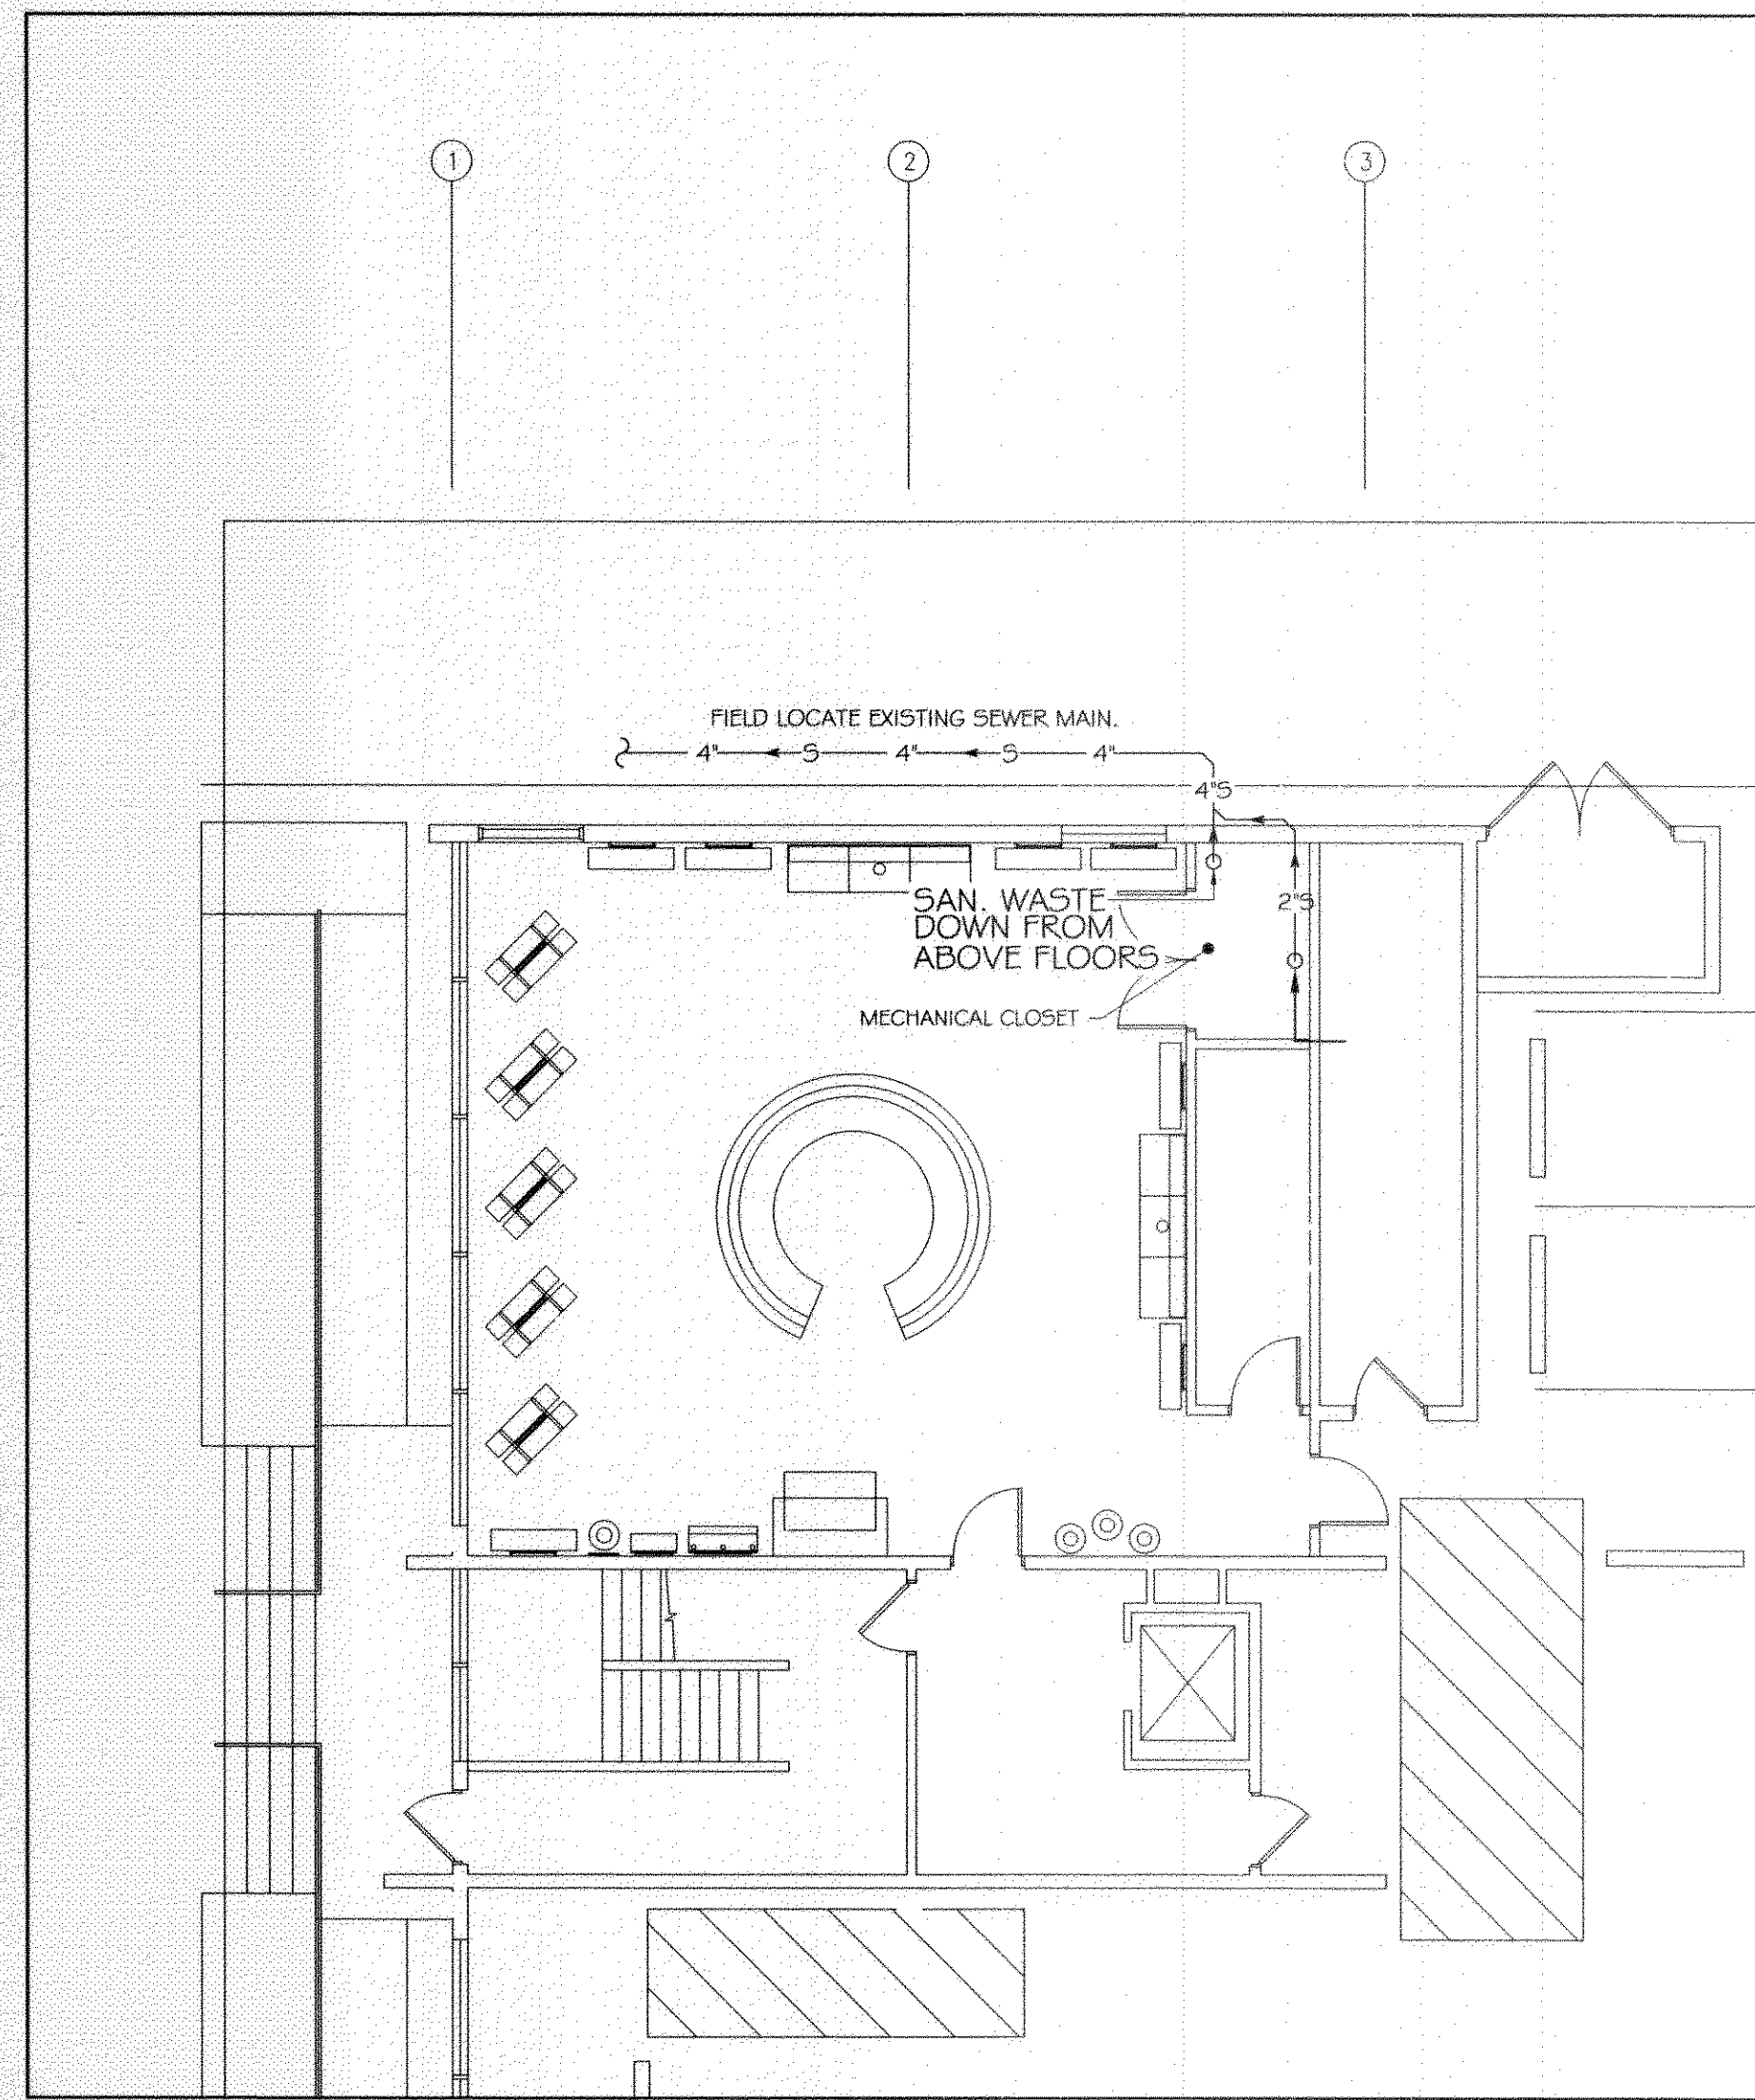 1
2
3
FIELD LOCATE EXISTING SEWER MAIN.
4" S 4" S 4"
4"S
SAN. WASTE
DOWN FROM
ABOVE FLOORS
2"S
MECHANICAL CLOSET